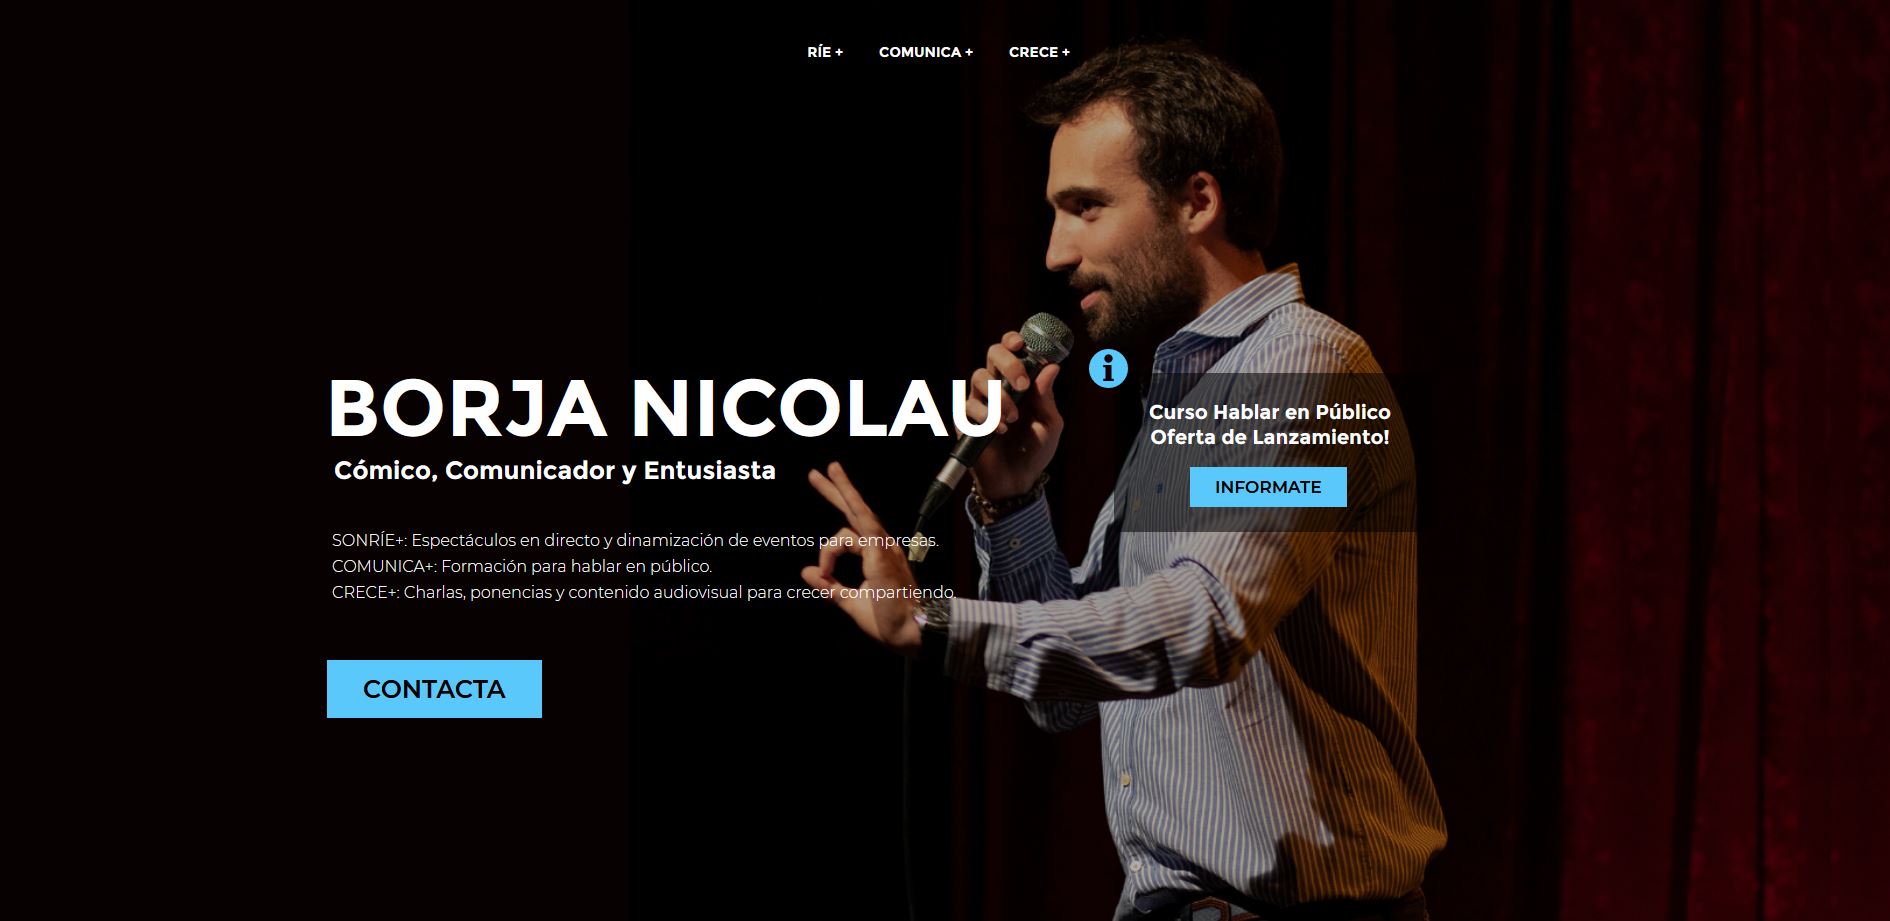 RÍE +
COMUNICA +
CRECE +
BORJA NICOLAU
Cómico, Comunicador y Entusiasta
SONRÍE+: Espectáculos en directo y dinamización de eventos para empresas.
COMUNICA+: Formación para hablar en público.
CRECE+: Charlas, ponencias y contenido audiovisual para crecer compartiendo.
CONTACTA
i
Curso Hablar en Público
Oferta de Lanzamiento!
INFORMATE